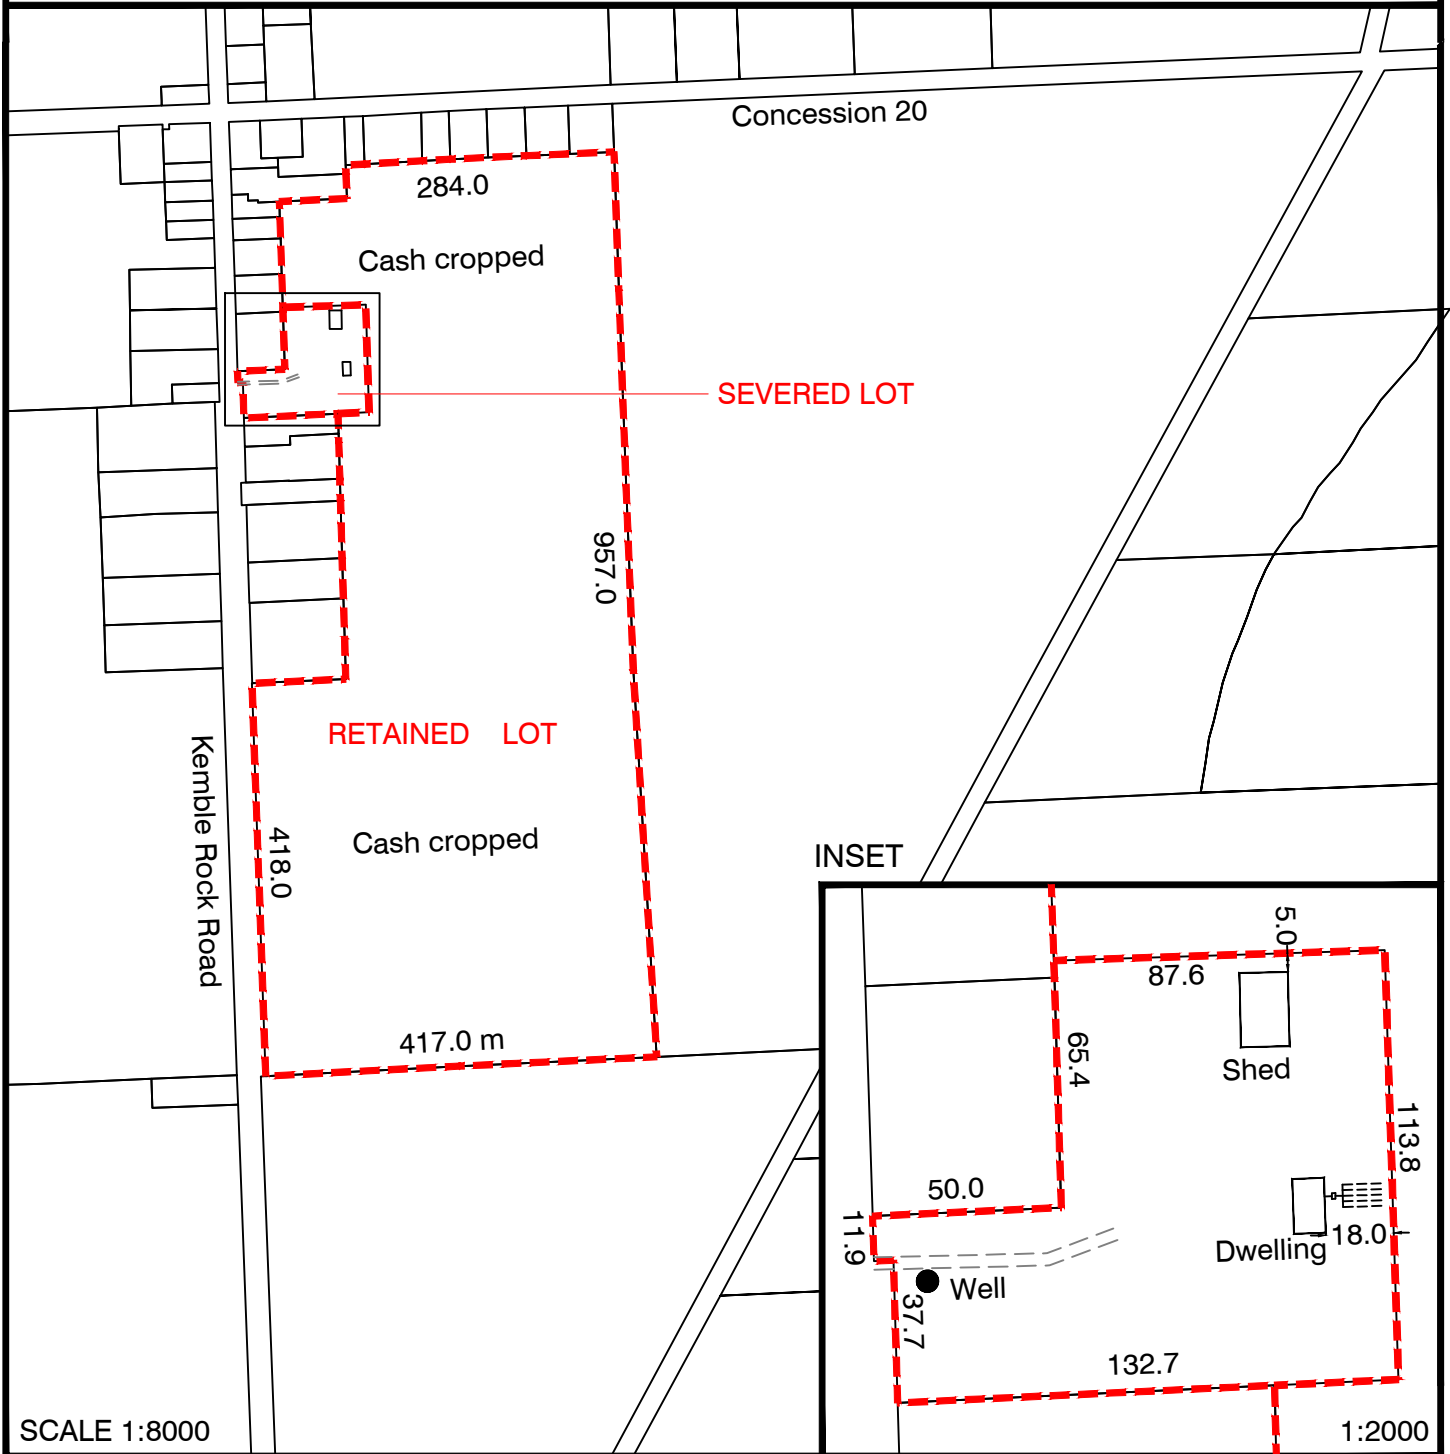 Concession 20
284.0
Cash cropped
SEVERED LOT
957.0
RETAINED LOT
Kemble Rock Road
418.0
Cash cropped
417.0 m
SCALE 1:8000
INSET
5.0
87.6
65.4
Shed
113.8
50.0
11.9
18.0
Dwelling
Well
37.7
132.7
1:2000